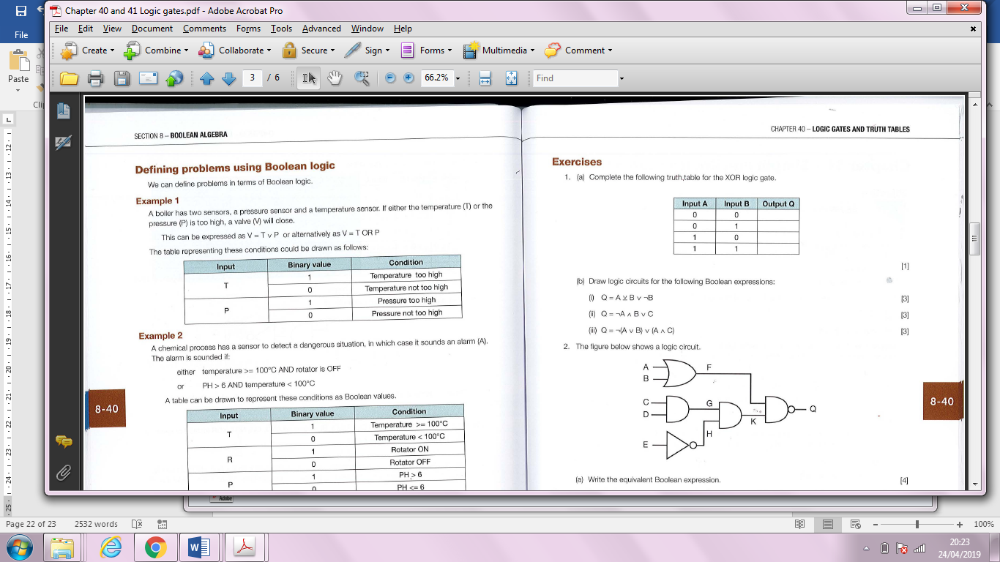 Chapter 40 and 41 Logic gates.pdf - Adobe Acrobat Pro
File
File Edit View Document Comments Forms Tools Advanced Window Help
Paste
Create Combine Collaborate Secure Sign Forms Multimedia Comment
3 / 6 66.2% Find
SECTION 8 – BOOLEAN ALGEBRA
Defining problems using Boolean logic
We can define problems in terms of Boolean logic.
Example 1
A boiler has two sensors, a pressure sensor and a temperature sensor. If either the temperature (T) or the
pressure (P) is too high, a valve (V) will close.
This can be expressed as V = T ∨ P or alternatively as V = T OR P
The table representing these conditions could be drawn as follows:
Input Binary value Condition
T 1 Temperature too high
0 Temperature not too high
P 1 Pressure too high
0 Pressure not too high
Example 2
A chemical process has a sensor to detect a dangerous situation, in which case it sounds an alarm (A).
The alarm is sounded if:
either temperature >= 100°C AND rotator is OFF
or PH > 6 AND temperature < 100°C
A table can be drawn to represent these conditions as Boolean values.
8-40
Input Binary value Condition
T 1 Temperature >= 100°C
0 Temperature < 100°C
R 1 Rotator ON
0 Rotator OFF
P 1 PH > 6
0 PH <= 6
CHAPTER 40 – LOGIC GATES AND TRUTH TABLES
Exercises
1. (a) Complete the following truth table for the XOR logic gate.
Input A Input B Output Q
0 0
0 1
1 0
1 1
[1]
(b) Draw logic circuits for the following Boolean expressions:
(i) Q = A ⊻ B ∨ ¬B [3]
(ii) Q = ¬A ∧ B ∨ C [3]
(iii) Q = ¬(A ∨ B) ∨ (A ∧ C) [3]
2. The figure below shows a logic circuit.
A F
B
C G
D
K Q
H
E
8-40
(a) Write the equivalent Boolean expression. [4]
Adobe
Page 22 of 23 2532 words 100%
20:23
24/04/2019